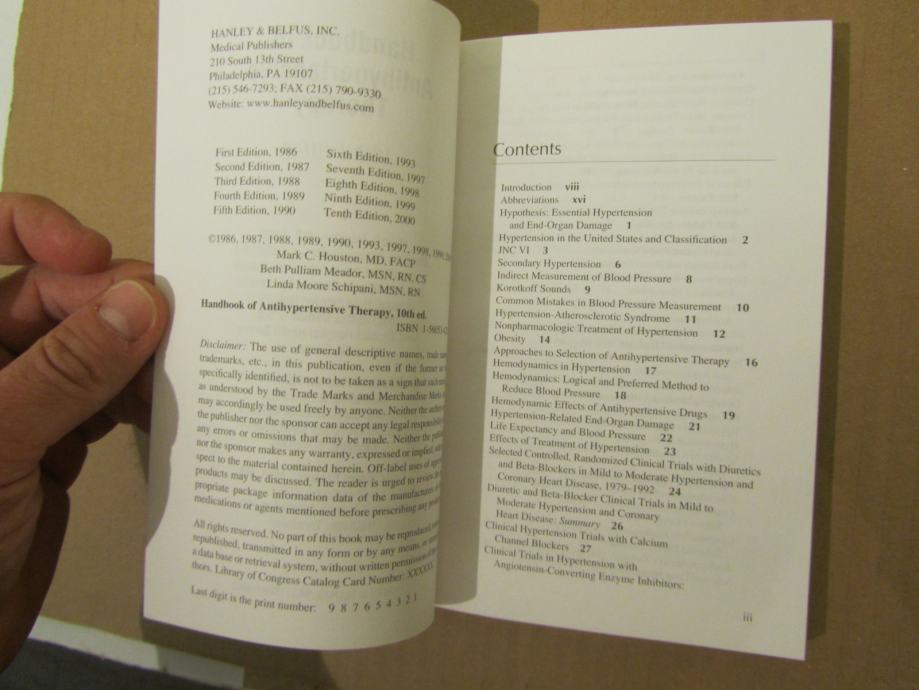 HANLEY & BELFUS, INC.
Medical Publishers
210 South 13th Street
Philadelphia, PA 19107
(215) 546-7293; FAX (215) 790-9330
Website: www.hanleyandbelfus.com
First Edition, 1986
Second Edition, 1987
Third Edition, 1988
Fourth Edition, 1989
Fifth Edition, 1990
Sixth Edition, 1993
Seventh Edition, 1997
Eighth Edition, 1998
Ninth Edition, 1999
Tenth Edition, 2000
©1986, 1987, 1988, 1989, 1990, 1993, 1997, 1998, 1999,
Mark C. Houston, MD, FACP
Beth Pulliam Meador, MSN, RN, CS
Linda Moore Schipani, MSN, RN
Handbook of Antihypertensive Therapy, 10th ed.
ISBN 1-56053-
Disclaimer: The use of general descriptive names, trade
trademarks, etc., in this publication, even if the former
specifically identified, is not to be taken as a sign that such
as understood by the Trade Marks and Merchandise Marks
may accordingly be used freely by anyone. Neither the
the publisher nor the sponsor can accept any legal responsibility
any errors or omissions that may be made. Neither the
nor the sponsor makes any warranty, expressed or implied,
spect to the material contained herein. Off-label uses of
products may be discussed. The reader is urged to review
propriate package information data of the manufacturers
medications or agents mentioned before prescribing any
All rights reserved. No part of this book may be reproduced,
republished, transmitted in any form or by any means, or
a data base or retrieval system, without written permission of
thors. Library of Congress Catalog Card Number: XXXXX
Last digit is the print number: 9 8 7 6 5 4 3 2 1
Contents
Introduction viii
Abbreviations xvi
Hypothesis: Essential Hypertension
and End-Organ Damage 1
Hypertension in the United States and Classification 2
JNC VI 3
Secondary Hypertension 6
Indirect Measurement of Blood Pressure 8
Korotkoff Sounds 9
Common Mistakes in Blood Pressure Measurement 10
Hypertension-Atherosclerotic Syndrome 11
Nonpharmacologic Treatment of Hypertension 12
Obesity 14
Approaches to Selection of Antihypertensive Therapy 16
Hemodynamics in Hypertension 17
Hemodynamics: Logical and Preferred Method to
Reduce Blood Pressure 18
Hemodynamic Effects of Antihypertensive Drugs 19
Hypertension-Related End-Organ Damage 21
Life Expectancy and Blood Pressure 22
Effects of Treatment of Hypertension 23
Selected Controlled, Randomized Clinical Trials with Diuretics
and Beta-Blockers in Mild to Moderate Hypertension and
Coronary Heart Disease, 1979–1992 24
Diuretic and Beta-Blocker Clinical Trials in Mild to
Moderate Hypertension and Coronary
Heart Disease: Summary 26
Clinical Hypertension Trials with Calcium
Channel Blockers 27
Clinical Trials in Hypertension with
Angiotensin-Converting Enzyme Inhibitors:
iii